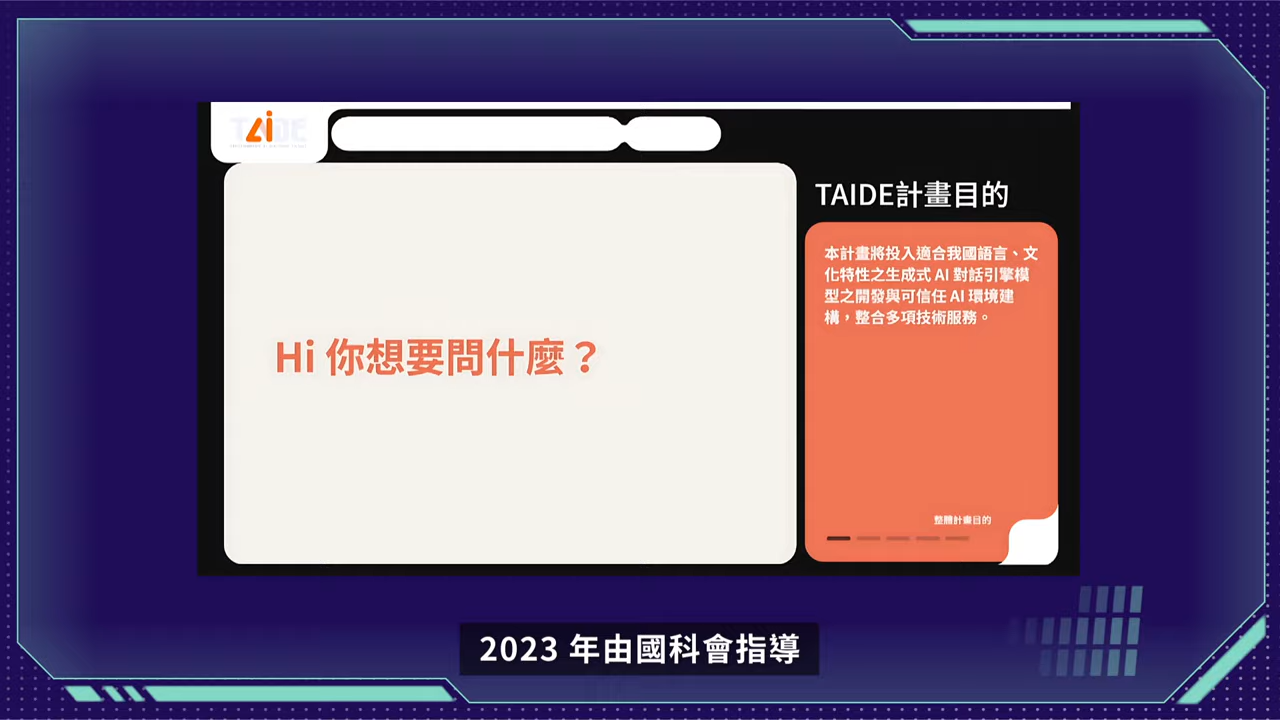 TAIDE
Hi 你想要問什麼？
TAIDE計畫目的
本計畫將投入適合我國語言、文
化特性之生成式 AI 對話引擎模
型之開發與可信任 AI 環境建
構，整合多項技術服務。
整體計畫目的
2023 年由國科會指導